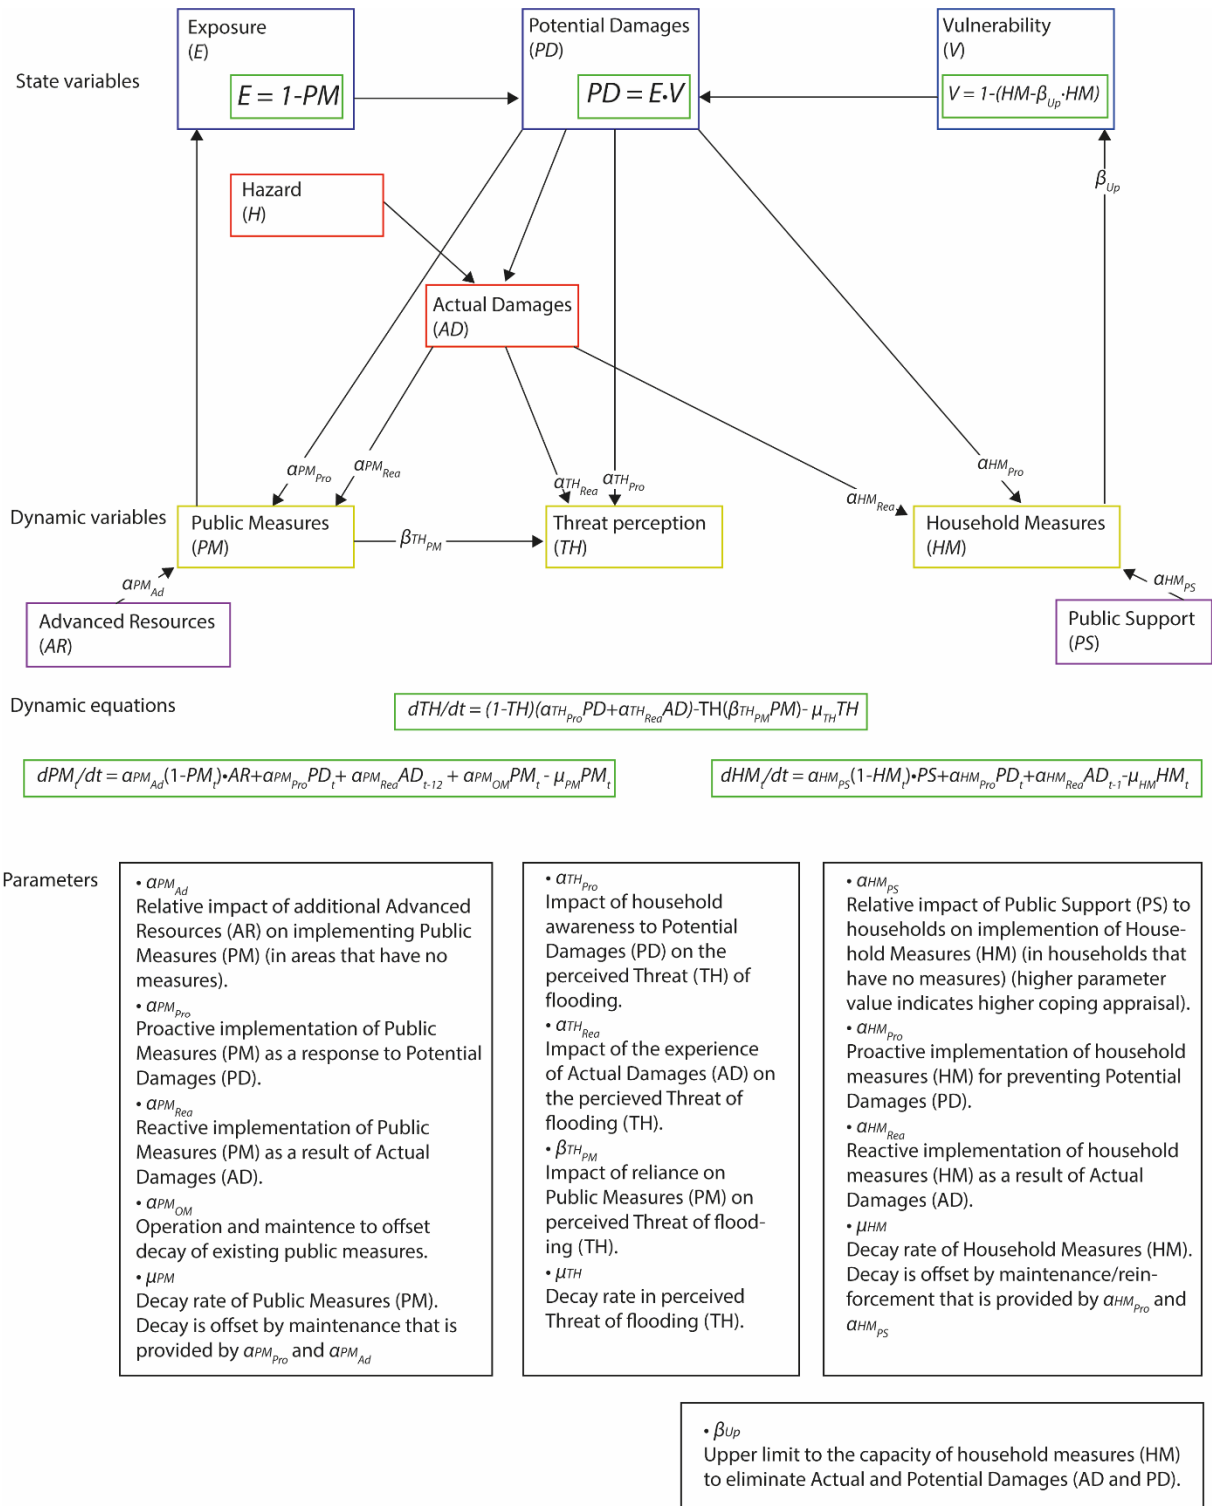 Exposure
(E)
E = 1-PM
Potential Damages
(PD)
PD = E•V
Vulnerability
(V)
V = 1-(HM-βUp·HM)
State variables
Hazard
(H)
βUp
Actual Damages
(AD)
αPMPro
αPMRea
αTHRea
αTHPro
αHMRea
αHMPro
Dynamic variables
Public Measures
(PM)
βTHPM
Threat perception
(TH)
Household Measures
(HM)
αPMAd
αHMPS
Advanced Resources
(AR)
Public Support
(PS)
Dynamic equations
dTH/dt = (1-TH)(αTHProPD+αTHReaAD)-TH(βTHPMPM)- μTHTH
dPMt/dt = αPMAd(1-PMt)•AR+αPMProPDt+ αPMReaADt-12 + αPMOMPMt- μPMPMt
dHMt/dt = αHMPS(1-HMt)•PS+αHMProPDt+αHMReaADt-1-μHMHMt
Parameters
• αPMAd
Relative impact of additional Advanced
Resources (AR) on implementing Public
Measures (PM) (in areas that have no
measures).
• αPMPro
Proactive implementation of Public
Measures (PM) as a response to Potential
Damages (PD).
• αPMRea
Reactive implementation of Public
Measures (PM) as a result of Actual
Damages (AD).
• αPMOM
Operation and maintence to offset
decay of existing public measures.
• μPM
Decay rate of Public Measures (PM).
Decay is offset by maintenance that is
provided by αPMPro and αPMAd
• αTHPro
Impact of household
awareness to Potential
Damages (PD) on the
perceived Threat (TH) of
flooding.
• αTHRea
Impact of the experience
of Actual Damages (AD) on
the percieved Threat of
flooding (TH).
• βTHPM
Impact of reliance on
Public Measures (PM) on
perceived Threat of flood-
ing (TH).
• μTH
Decay rate in perceived
Threat of flooding (TH).
• αHMPS
Relative impact of Public Support (PS) to
households on implemention of House-
hold Measures (HM) (in households that
have no measures) (higher parameter
value indicates higher coping appraisal).
• αHMPro
Proactive implementation of household
measures (HM) for preventing Potential
Damages (PD).
• αHMRea
Reactive implementation of household
measures (HM) as a result of Actual
Damages (AD).
• μHM
Decay rate of Household Measures (HM).
Decay is offset by maintenance/rein-
forcement that is provided by αHMPro and
αHMPS
• βUp
Upper limit to the capacity of household measures (HM)
to eliminate Actual and Potential Damages (AD and PD).